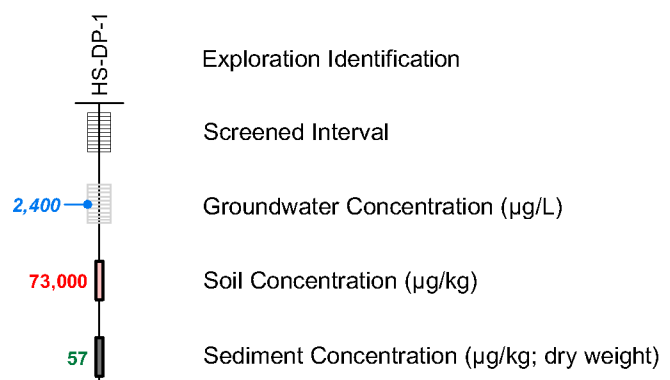 HS-DP-1
Exploration Identification
Screened Interval
2,400 Groundwater Concentration (µg/L)
73,000 Soil Concentration (µg/kg)
57 Sediment Concentration (µg/kg; dry weight)